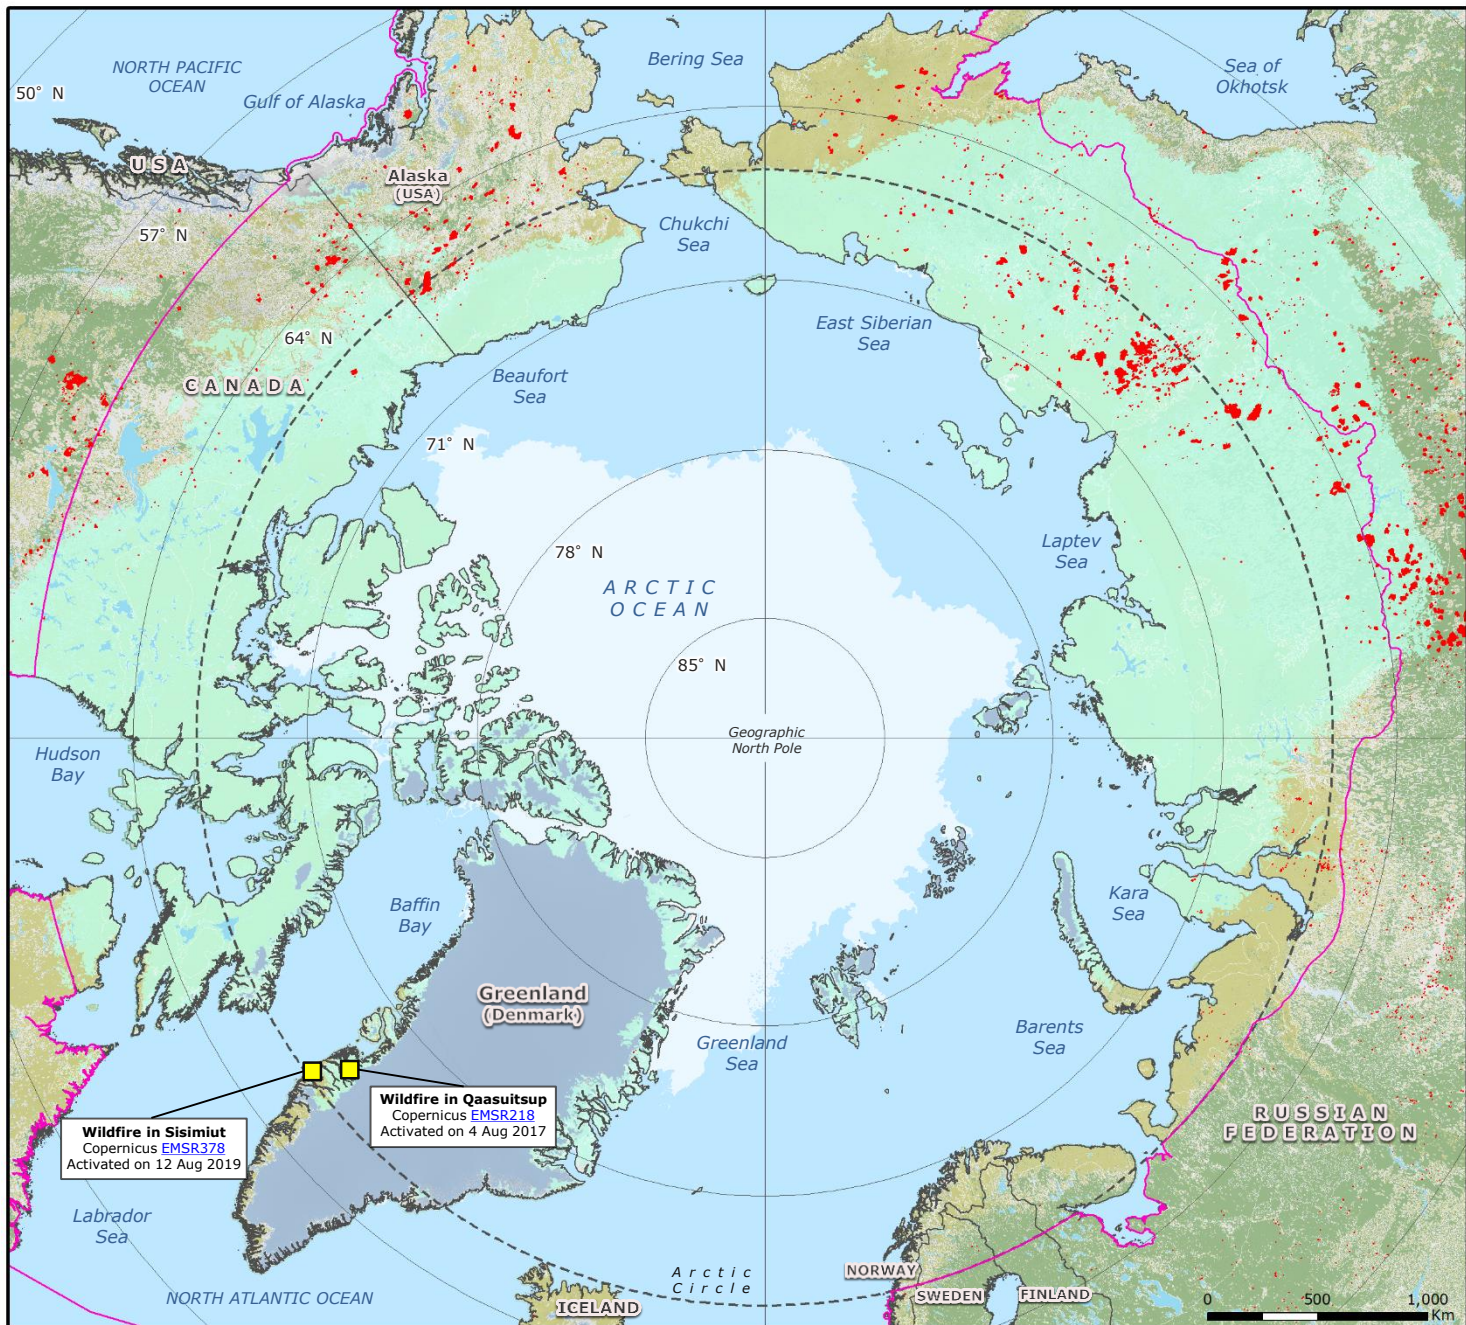 Bering Sea
Sea of
Okhotsk
NORTH PACIFIC
OCEAN
50° N
Gulf of Alaska
USA
Alaska
(USA)
57° N
Chukchi
Sea
64° N
East Siberian
Sea
CANADA
Beaufort
Sea
71° N
78° N
Laptev
Sea
ARCTIC
OCEAN
85° N
Geographic
North Pole
Hudson
Bay
Baffin
Bay
Kara
Sea
Greenland
(Denmark)
Barents
Sea
Greenland
Sea
Wildfire in Qaasuitsup
Copernicus EMSR218
Activated on 4 Aug 2017
Wildfire in Sisimiut
Copernicus EMSR378
Activated on 12 Aug 2019
RUSSIAN
FEDERATION
Labrador
Sea
Arctic
Circle
NORWAY
SWEDEN
FINLAND
NORTH ATLANTIC OCEAN
ICELAND
0 500 1,000
Km